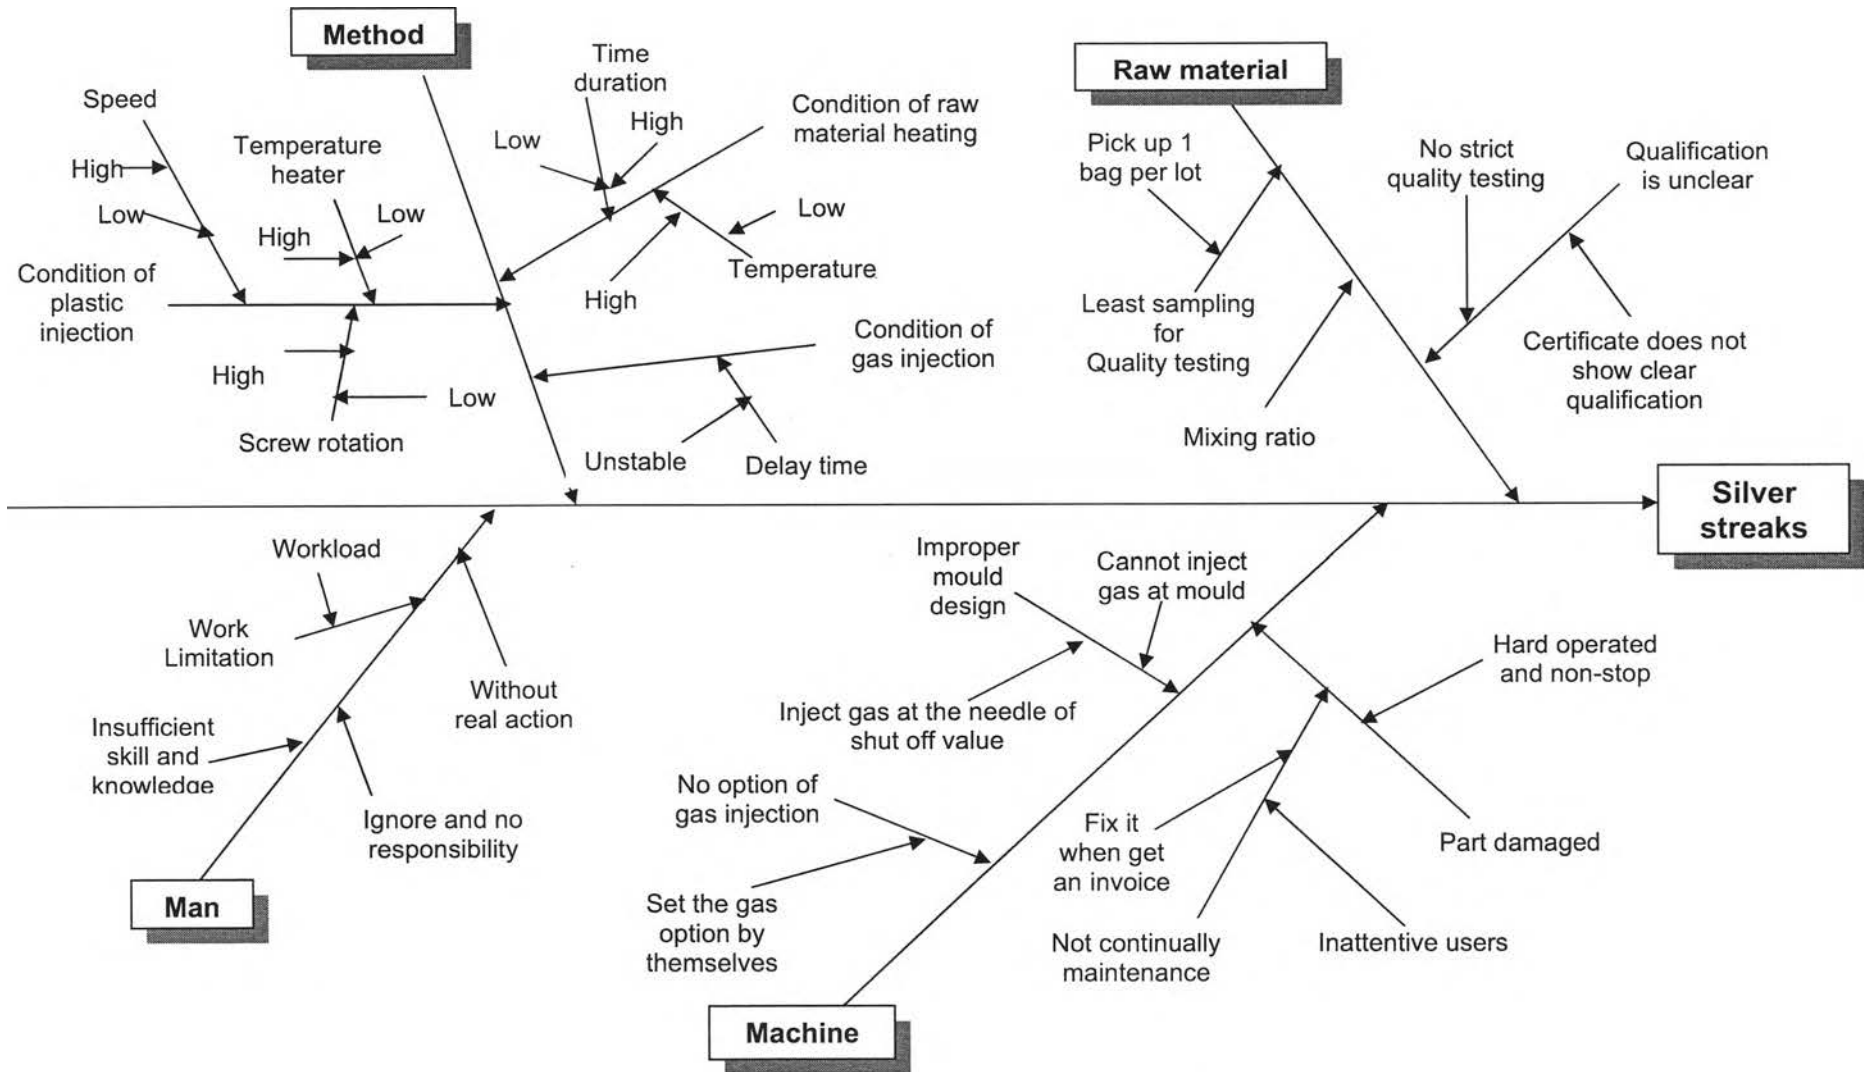 Method
Raw material
Time
duration
Condition of raw
material heating
Speed
High
Low
High
Temperature
heater
Low
Low
High
Low
High
Temperature
High
Condition of
plastic
injection
High
Low
Screw rotation
Condition of
gas injection
Unstable
Delay time
Pick up 1
bag per lot
No strict
quality testing
Qualification
is unclear
Least sampling
for
Quality testing
Certificate does not
show clear
qualification
Mixing ratio
Silver
streaks
Workload
Work
Limitation
Without
real action
Insufficient
skill and
knowledge
Ignore and no
responsibility
Man
Improper
mould
design
Cannot inject
gas at mould
Hard operated
and non-stop
Inject gas at the needle of
shut off value
No option of
gas injection
Fix it
when get
an invoice
Part damaged
Set the gas
option by
themselves
Not continually
maintenance
Inattentive users
Machine